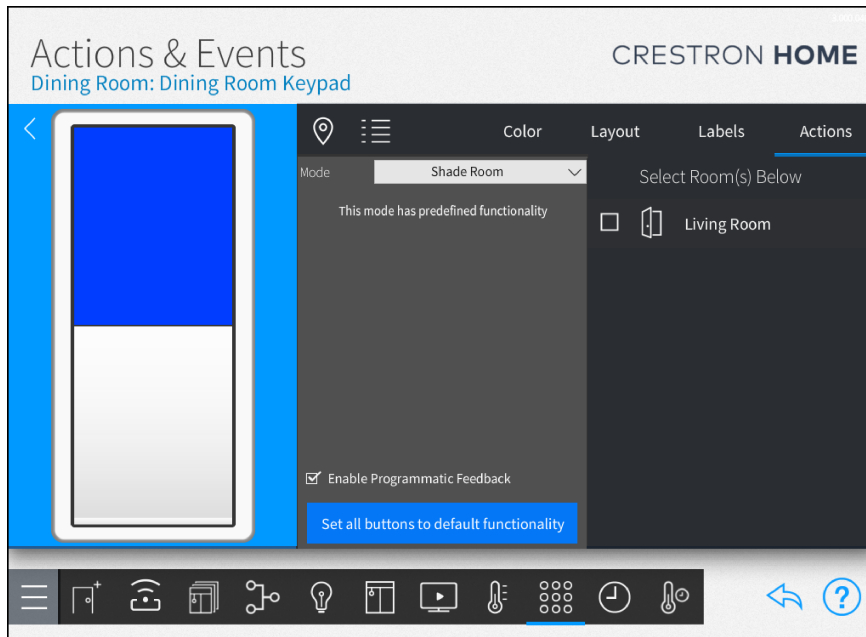 Actions & Events
CRESTRON HOME
Dining Room: Dining Room Keypad
Color Layout Labels Actions
Mode Shade Room
Select Room(s) Below
This mode has predefined functionality
Living Room
Enable Programmatic Feedback
Set all buttons to default functionality
?